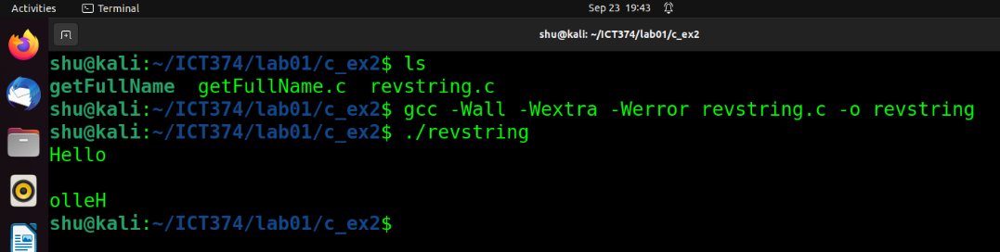 Activities Terminal Sep 23 19:43
shu@kali: ~/ICT374/lab01/c_ex2
shu@kali:~/ICT374/lab01/c_ex2$ ls
getFullName getFullName.c revstring.c
shu@kali:~/ICT374/lab01/c_ex2$ gcc -Wall -Wextra -Werror revstring.c -o revstring
shu@kali:~/ICT374/lab01/c_ex2$ ./revstring
Hello
olleH
shu@kali:~/ICT374/lab01/c_ex2$